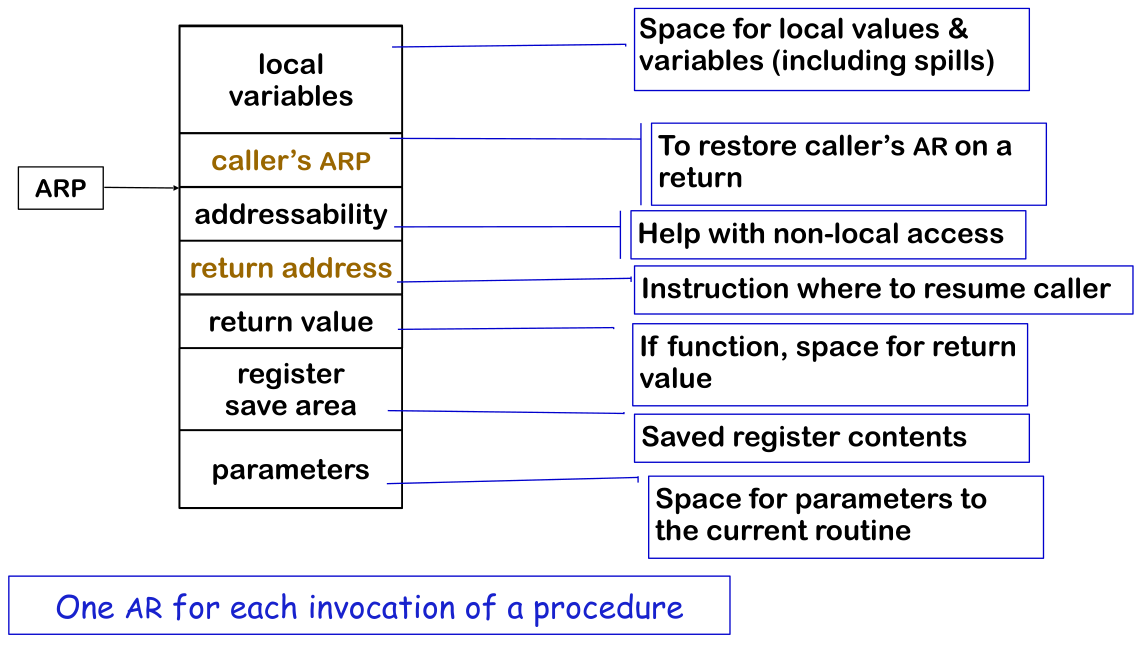 local
variables
Space for local values &
variables (including spills)
caller’s ARP
To restore caller’s AR on a
return
ARP
addressability
Help with non-local access
return address
Instruction where to resume caller
return value
If function, space for return
value
register
save area
Saved register contents
parameters
Space for parameters to
the current routine
One AR for each invocation of a procedure